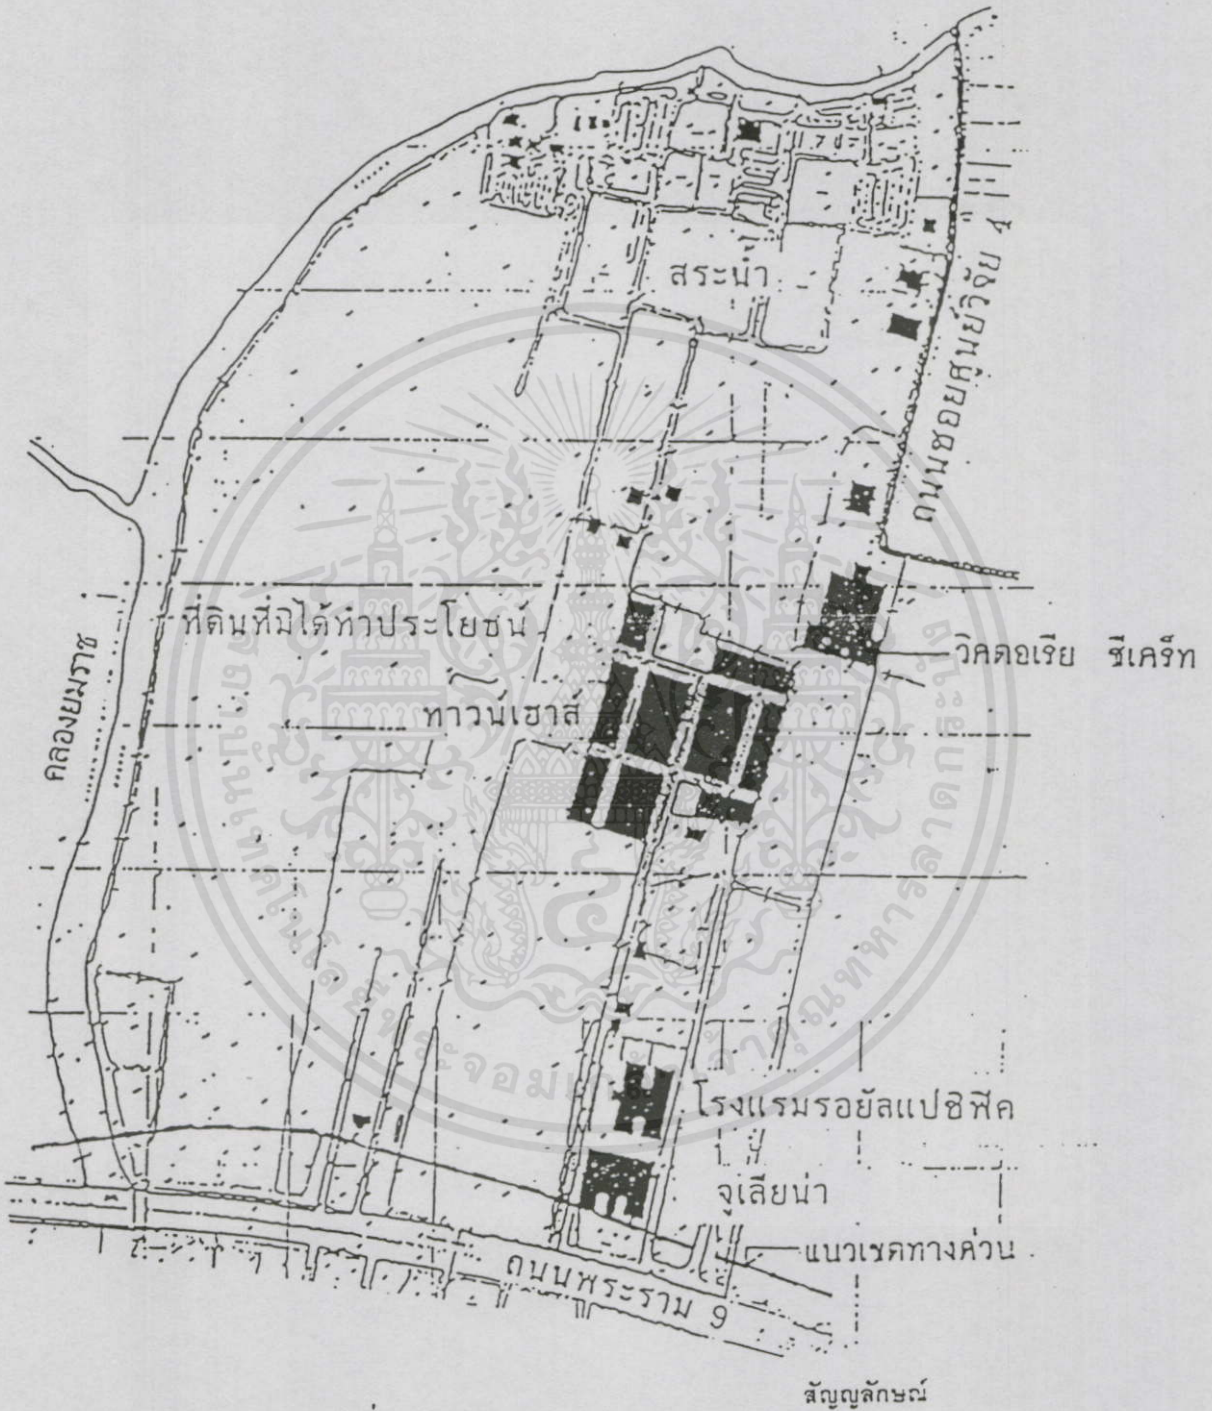 สระน้ำ
ถนนซอยศูนย์วิจัย 4
ที่ดินที่มิได้ทำประโยชน์
วิคตอเรีย ซีเคร็ท
ทาวน์เฮาส์
คลองยมราช
โรงแรมรอยัลแปซิฟิค
จูเลียน่า
แนวเขตทางด่วน
ถนนพระราม 9
สัญญลักษณ์